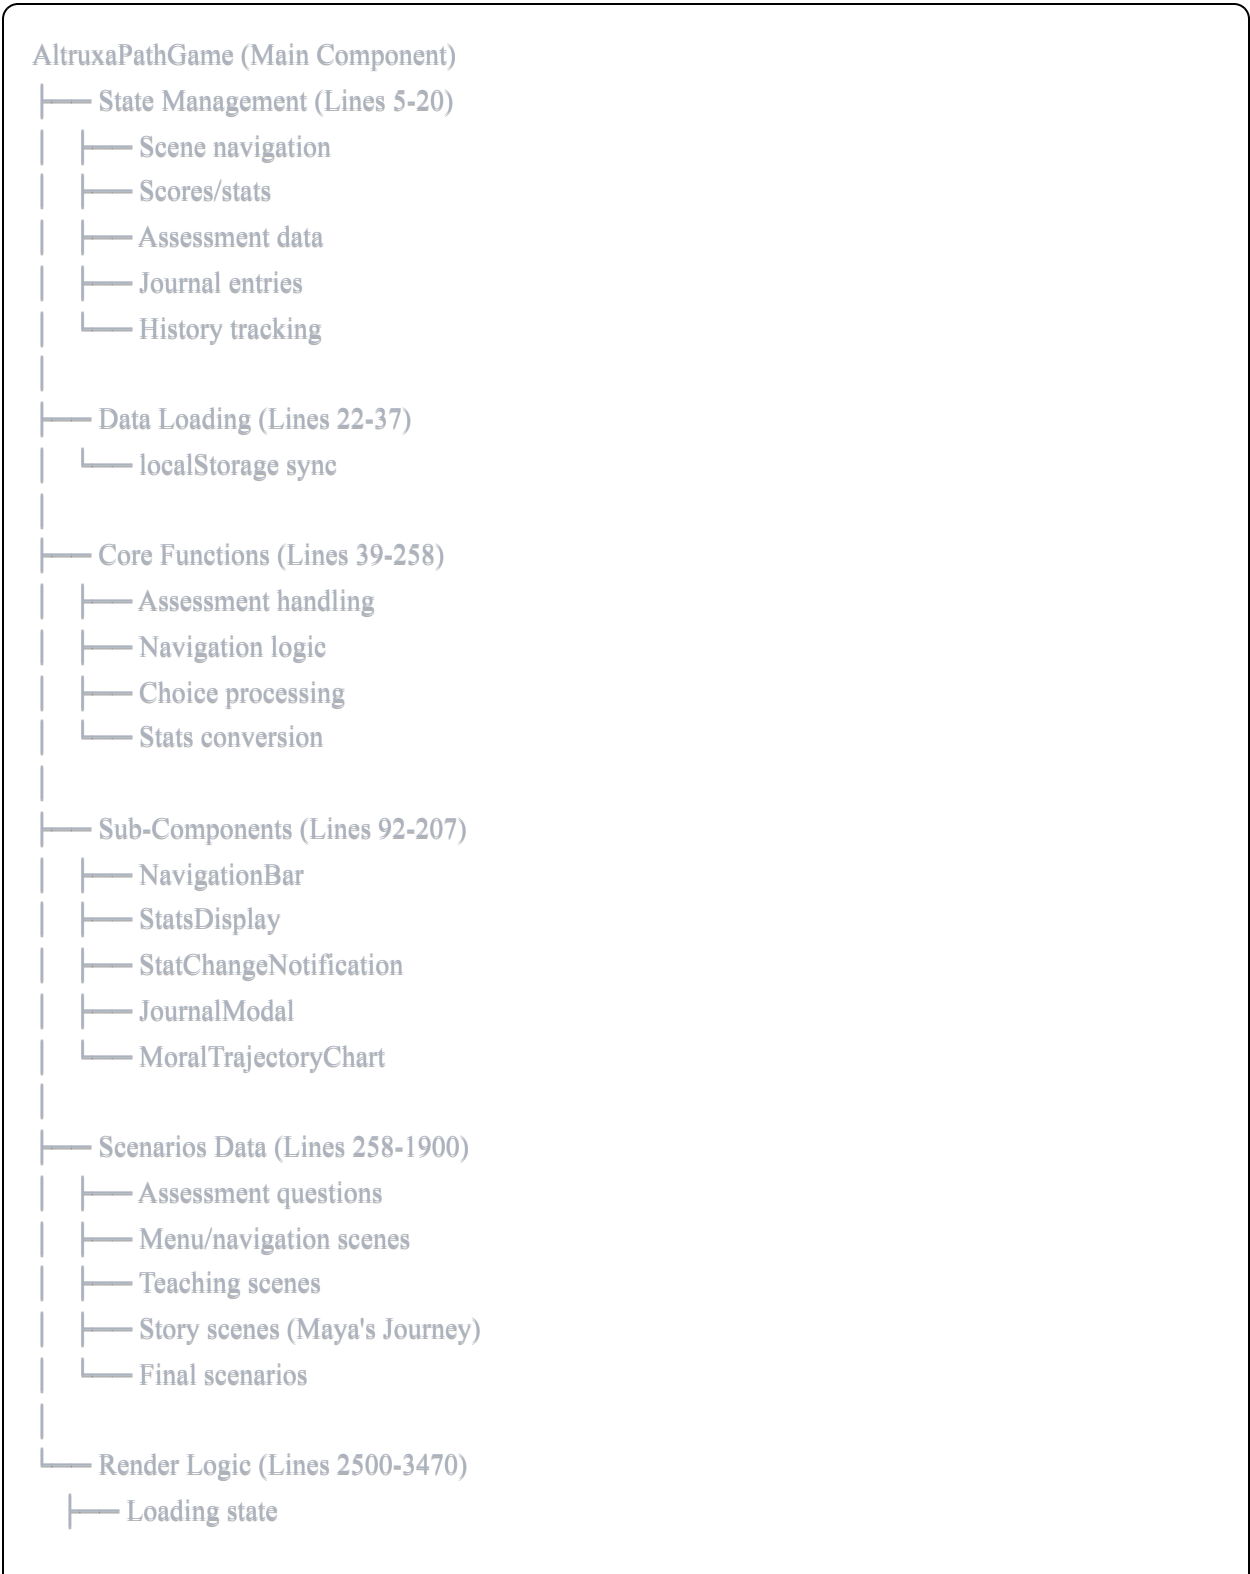 AltruxaPathGame (Main Component)
├── State Management (Lines 5-20)
│   ├── Scene navigation
│   ├── Scores/stats
│   ├── Assessment data
│   ├── Journal entries
│   └── History tracking
│
├── Data Loading (Lines 22-37)
│   └── localStorage sync
│
├── Core Functions (Lines 39-258)
│   ├── Assessment handling
│   ├── Navigation logic
│   ├── Choice processing
│   └── Stats conversion
│
├── Sub-Components (Lines 92-207)
│   ├── NavigationBar
│   ├── StatsDisplay
│   ├── StatChangeNotification
│   ├── JournalModal
│   └── MoralTrajectoryChart
│
├── Scenarios Data (Lines 258-1900)
│   ├── Assessment questions
│   ├── Menu/navigation scenes
│   ├── Teaching scenes
│   ├── Story scenes (Maya's Journey)
│   └── Final scenarios
│
└── Render Logic (Lines 2500-3470)
    ├── Loading state